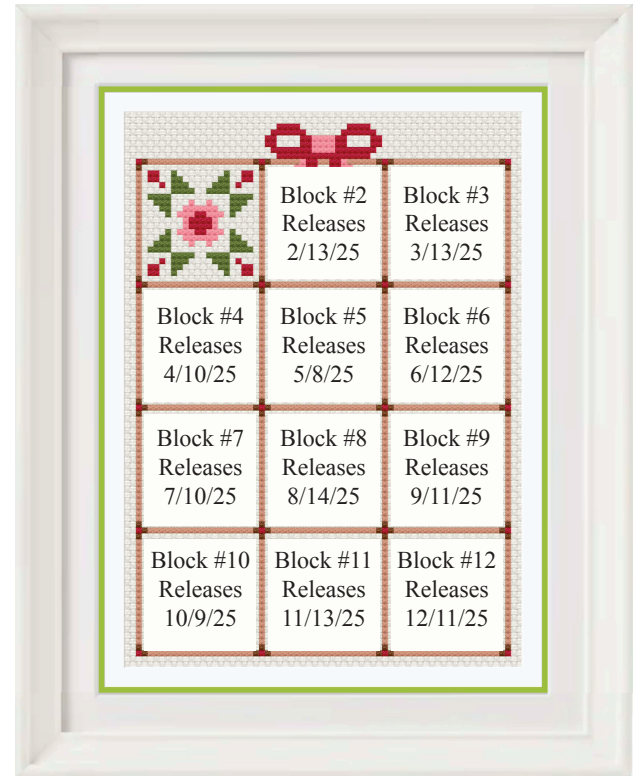 Block #2
Releases
2/13/25
Block #3
Releases
3/13/25
Block #4
Releases
4/10/25
Block #5
Releases
5/8/25
Block #6
Releases
6/12/25
Block #7
Releases
7/10/25
Block #8
Releases
8/14/25
Block #9
Releases
9/11/25
Block #10
Releases
10/9/25
Block #11
Releases
11/13/25
Block #12
Releases
12/11/25